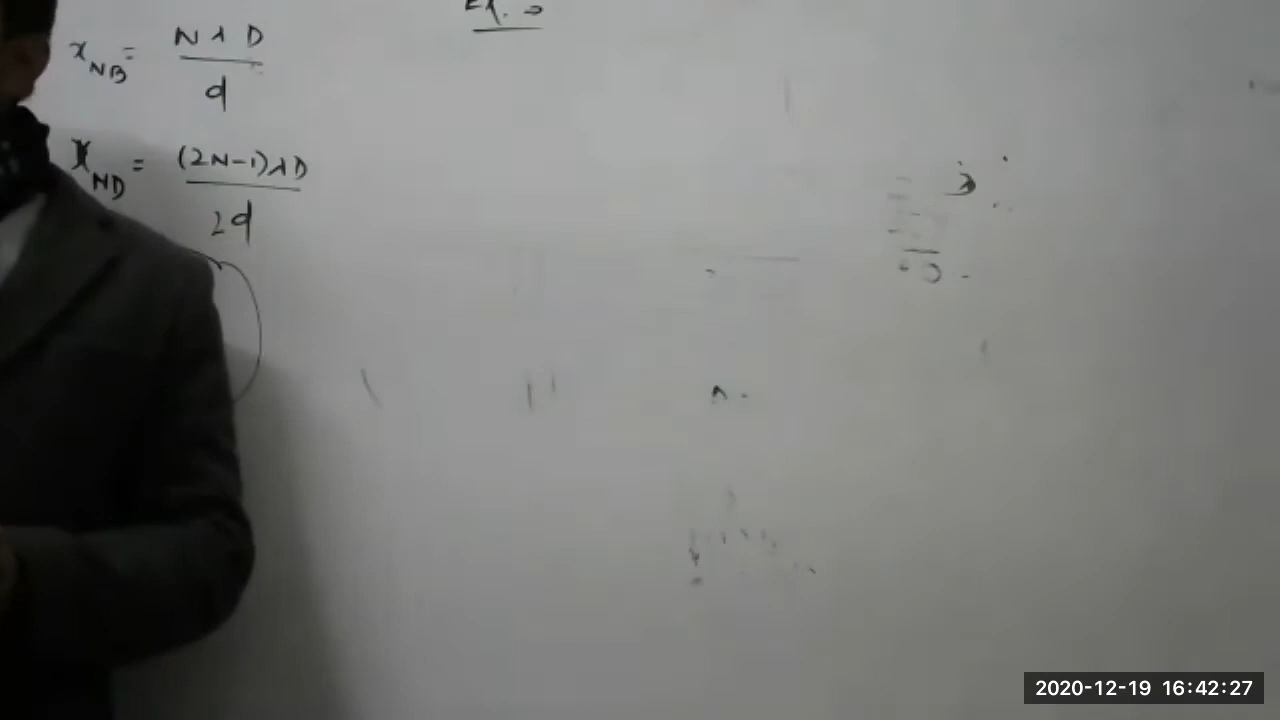 x_NB = NλD / d
x_ND = (2N-1)λD / 2d
2020-12-19 16:42:27